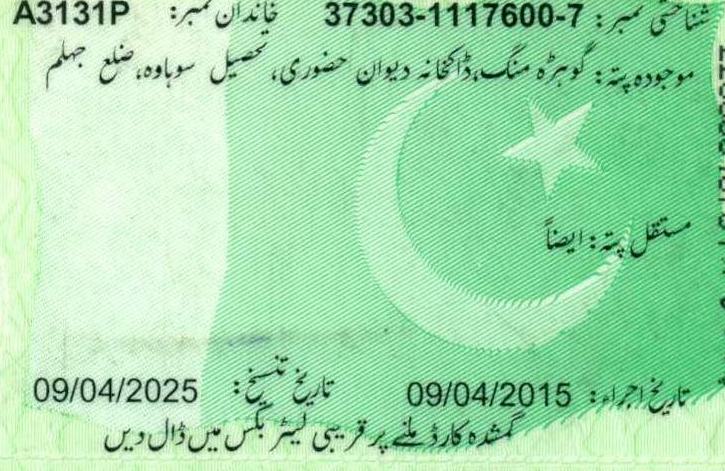 شناختی نمبر: 37303-1117600-7 خاندان نمبر: A3131P
موجودہ پتہ: گوہڑہ منگ، ڈاکخانہ دیوان حضوری، تحصیل سوہاوہ، ضلع جہلم
مستقل پتہ: ایضاً
تاریخ اجراء: 09/04/2015 تاریخ تنسیخ: 09/04/2025
گمشدہ کارڈ ملنے پر قریبی لیٹر بکس میں ڈال دیں